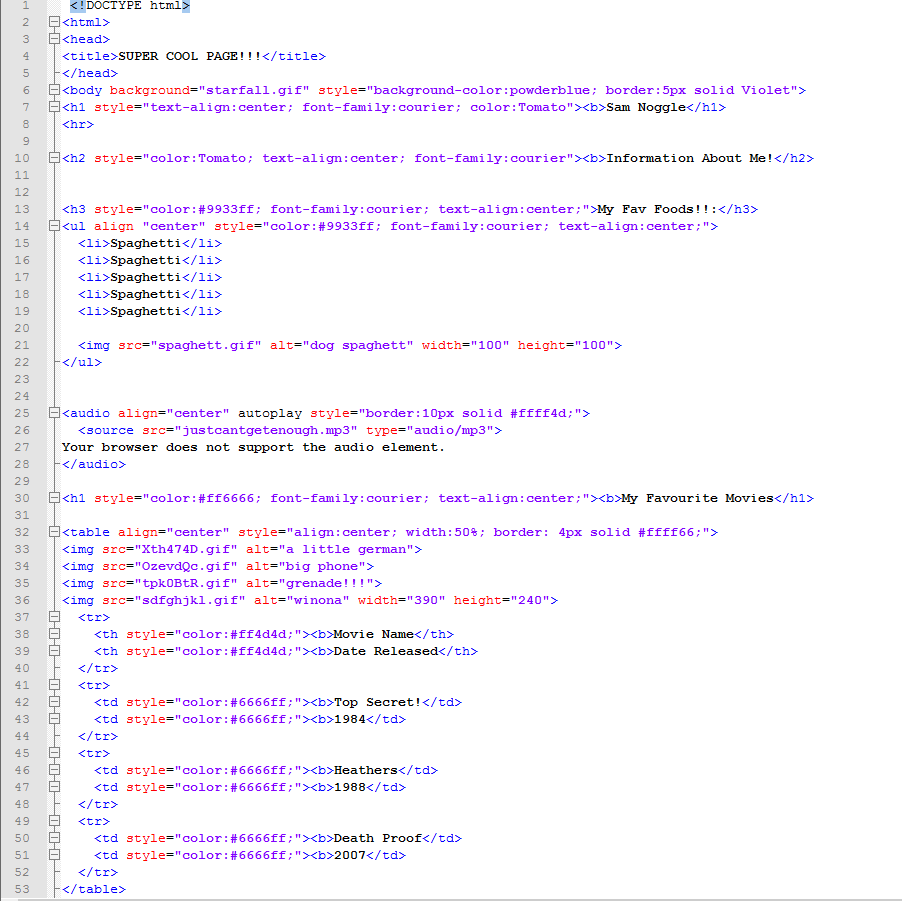 1 <!DOCTYPE html>
2 <html>
3 <head>
4 <title>SUPER COOL PAGE!!!</title>
5 </head>
6 <body background="starfall.gif" style="background-color:powderblue; border:5px solid Violet">
7 <h1 style="text-align:center; font-family:courier; color:Tomato"><b>Sam Noggle</h1>
8 <hr>
9
10 <h2 style="color:Tomato; text-align:center; font-family:courier"><b>Information About Me!</h2>
11
12
13 <h3 style="color:#9933ff; font-family:courier; text-align:center;">My Fav Foods!!:</h3>
14 <ul align "center" style="color:#9933ff; font-family:courier; text-align:center;">
15 <li>Spaghetti</li>
16 <li>Spaghetti</li>
17 <li>Spaghetti</li>
18 <li>Spaghetti</li>
19 <li>Spaghetti</li>
20
21 <img src="spaghett.gif" alt="dog spaghett" width="100" height="100">
22 </ul>
23
24
25 <audio align="center" autoplay style="border:10px solid #ffff4d;">
26 <source src="justcantgetenough.mp3" type="audio/mp3">
27 Your browser does not support the audio element.
28 </audio>
29
30 <h1 style="color:#ff6666; font-family:courier; text-align:center;"><b>My Favourite Movies</h1>
31
32 <table align="center" style="align:center; width:50%; border: 4px solid #ffff66;">
33 <img src="Xth474D.gif" alt="a little german">
34 <img src="OzevdQc.gif" alt="big phone">
35 <img src="tpk0BtR.gif" alt="grenade!!!">
36 <img src="sdfghjkl.gif" alt="winona" width="390" height="240">
37 <tr>
38 <th style="color:#ff4d4d;"><b>Movie Name</th>
39 <th style="color:#ff4d4d;"><b>Date Released</th>
40 </tr>
41 <tr>
42 <td style="color:#6666ff;"><b>Top Secret!</td>
43 <td style="color:#6666ff;"><b>1984</td>
44 </tr>
45 <tr>
46 <td style="color:#6666ff;"><b>Heathers</td>
47 <td style="color:#6666ff;"><b>1988</td>
48 </tr>
49 <tr>
50 <td style="color:#6666ff;"><b>Death Proof</td>
51 <td style="color:#6666ff;"><b>2007</td>
52 </tr>
53 </table>